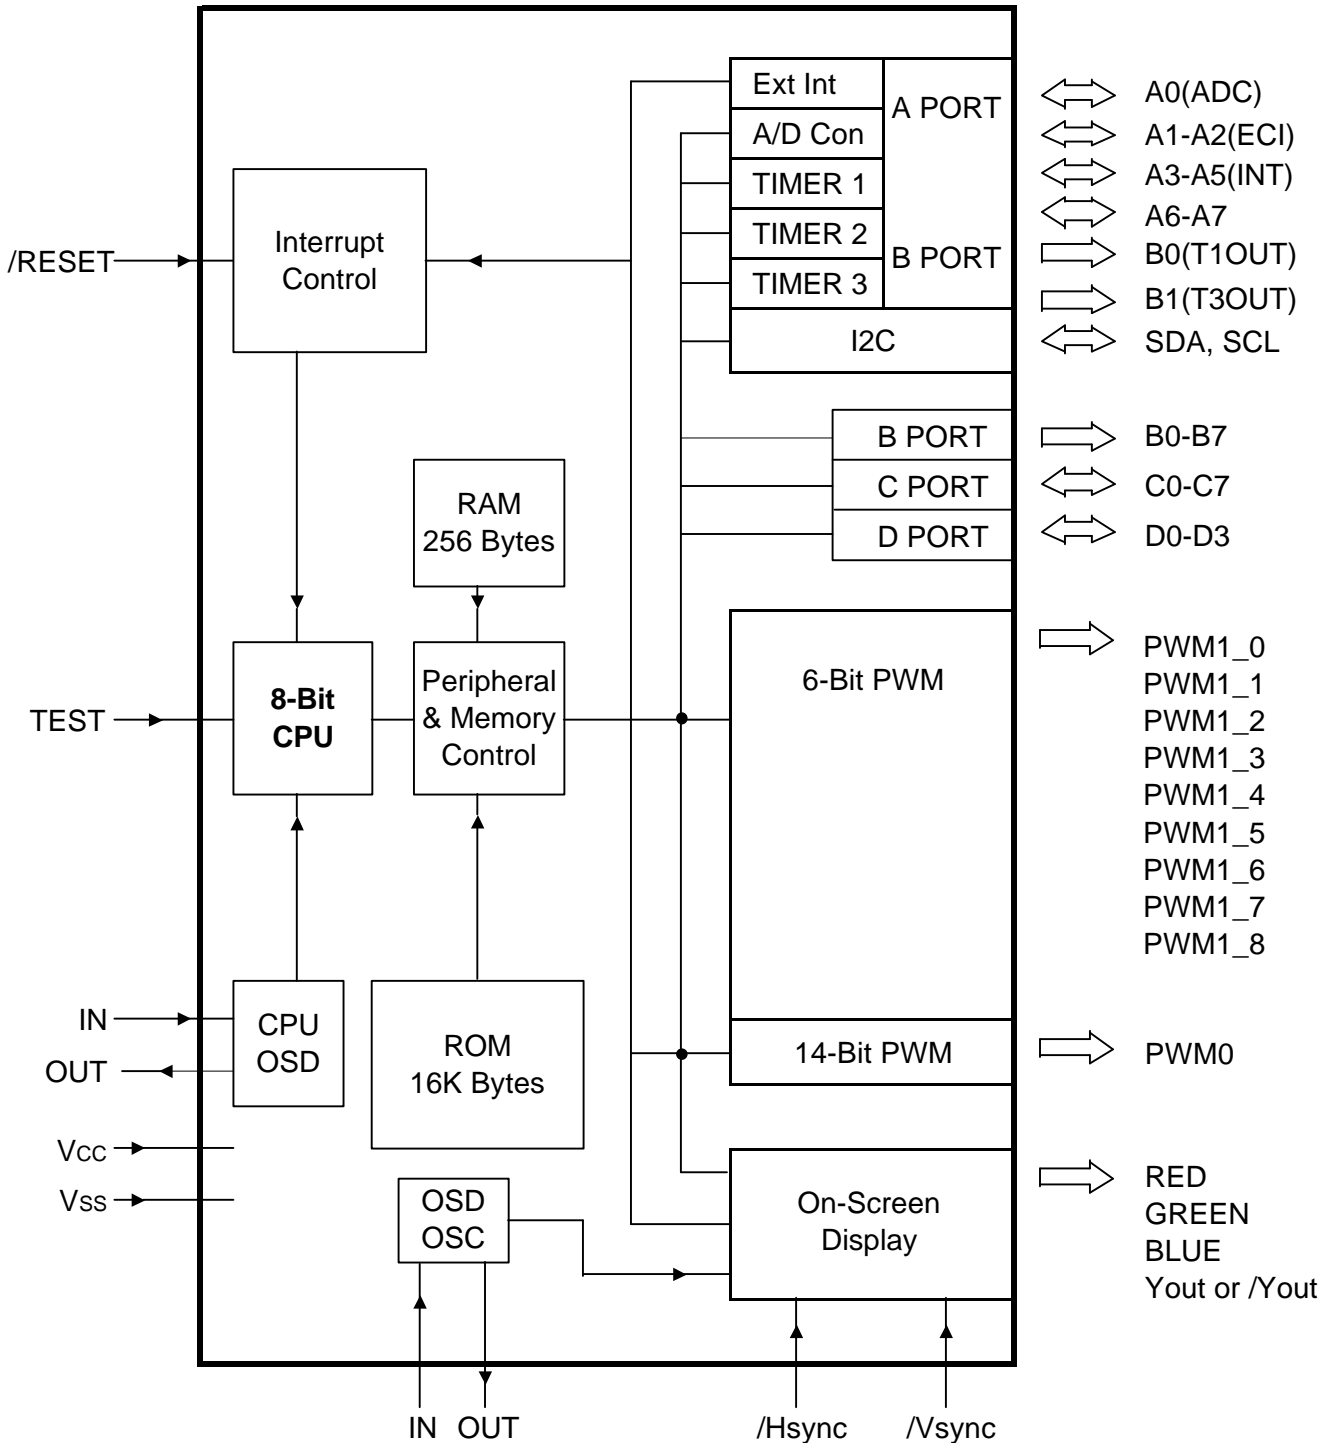 Ext Int
A/D Con
TIMER 1
TIMER 2
TIMER 3
A PORT
B PORT
I2C
A0(ADC)
A1-A2(ECI)
A3-A5(INT)
A6-A7
B0(T1OUT)
B1(T3OUT)
SDA, SCL
/RESET
Interrupt
Control
B PORT
C PORT
D PORT
B0-B7
C0-C7
D0-D3
RAM
256 Bytes
TEST
8-Bit
CPU
Peripheral
& Memory
Control
6-Bit PWM
PWM1_0
PWM1_1
PWM1_2
PWM1_3
PWM1_4
PWM1_5
PWM1_6
PWM1_7
PWM1_8
IN
OUT
CPU
OSD
ROM
16K Bytes
14-Bit PWM
PWM0
Vcc
Vss
OSD
OSC
On-Screen
Display
RED
GREEN
BLUE
Yout or /Yout
IN OUT
/Hsync
/Vsync